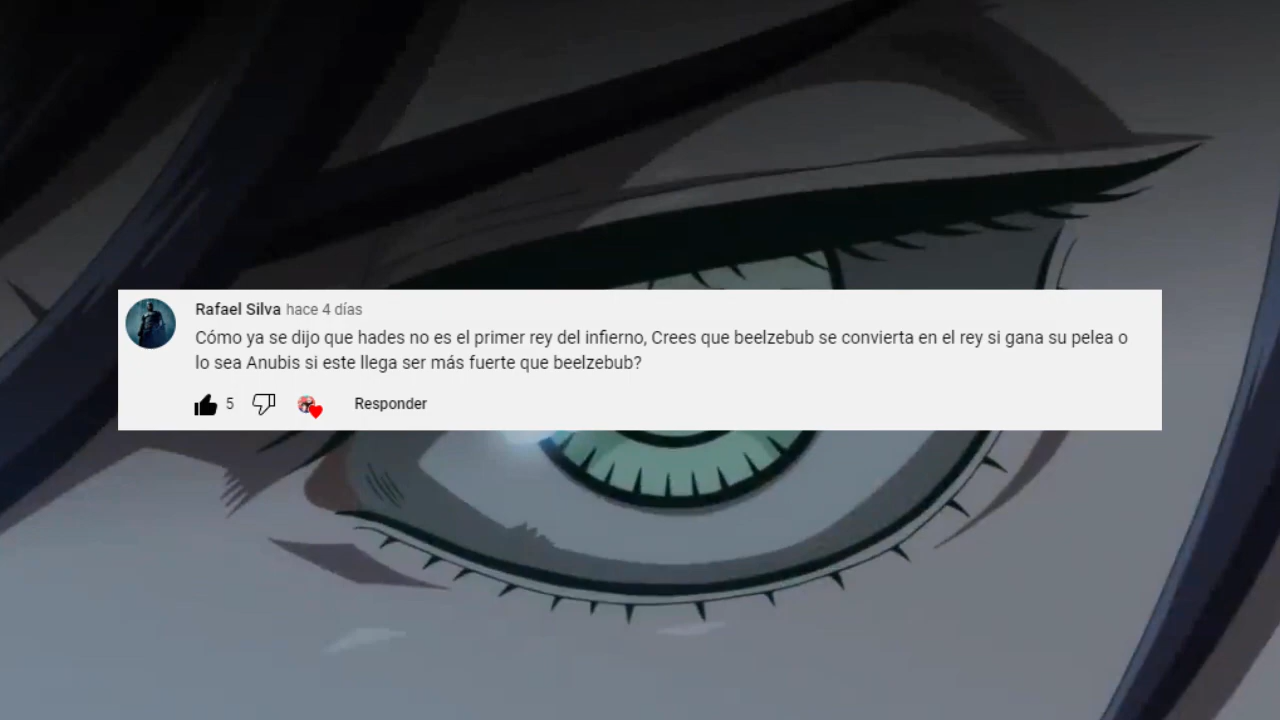 Rafael Silva hace 4 días
Cómo ya se dijo que hades no es el primer rey del infierno, Crees que beelzebub se convierta en el rey si gana su pelea o
lo sea Anubis si este llega ser más fuerte que beelzebub?
5 Responder